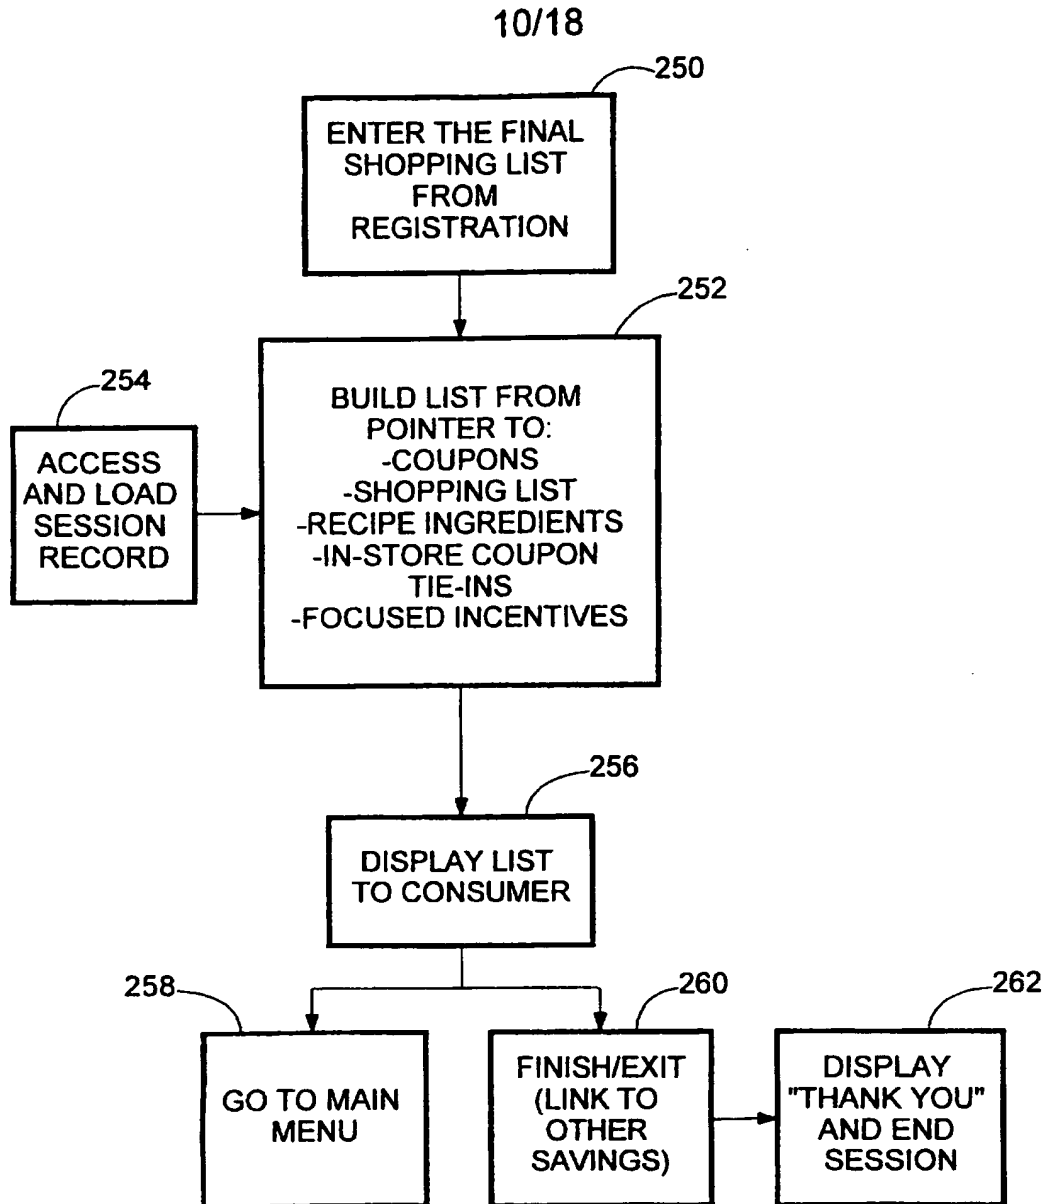 10/18
250
ENTER THE FINAL
SHOPPING LIST
FROM
REGISTRATION
252
BUILD LIST FROM
POINTER TO:
-COUPONS
-SHOPPING LIST
-RECIPE INGREDIENTS
-IN-STORE COUPON
TIE-INS
-FOCUSED INCENTIVES
254
ACCESS
AND LOAD
SESSION
RECORD
256
DISPLAY LIST
TO CONSUMER
258
GO TO MAIN
MENU
260
FINISH/EXIT
(LINK TO
OTHER
SAVINGS)
262
DISPLAY
"THANK YOU"
AND END
SESSION